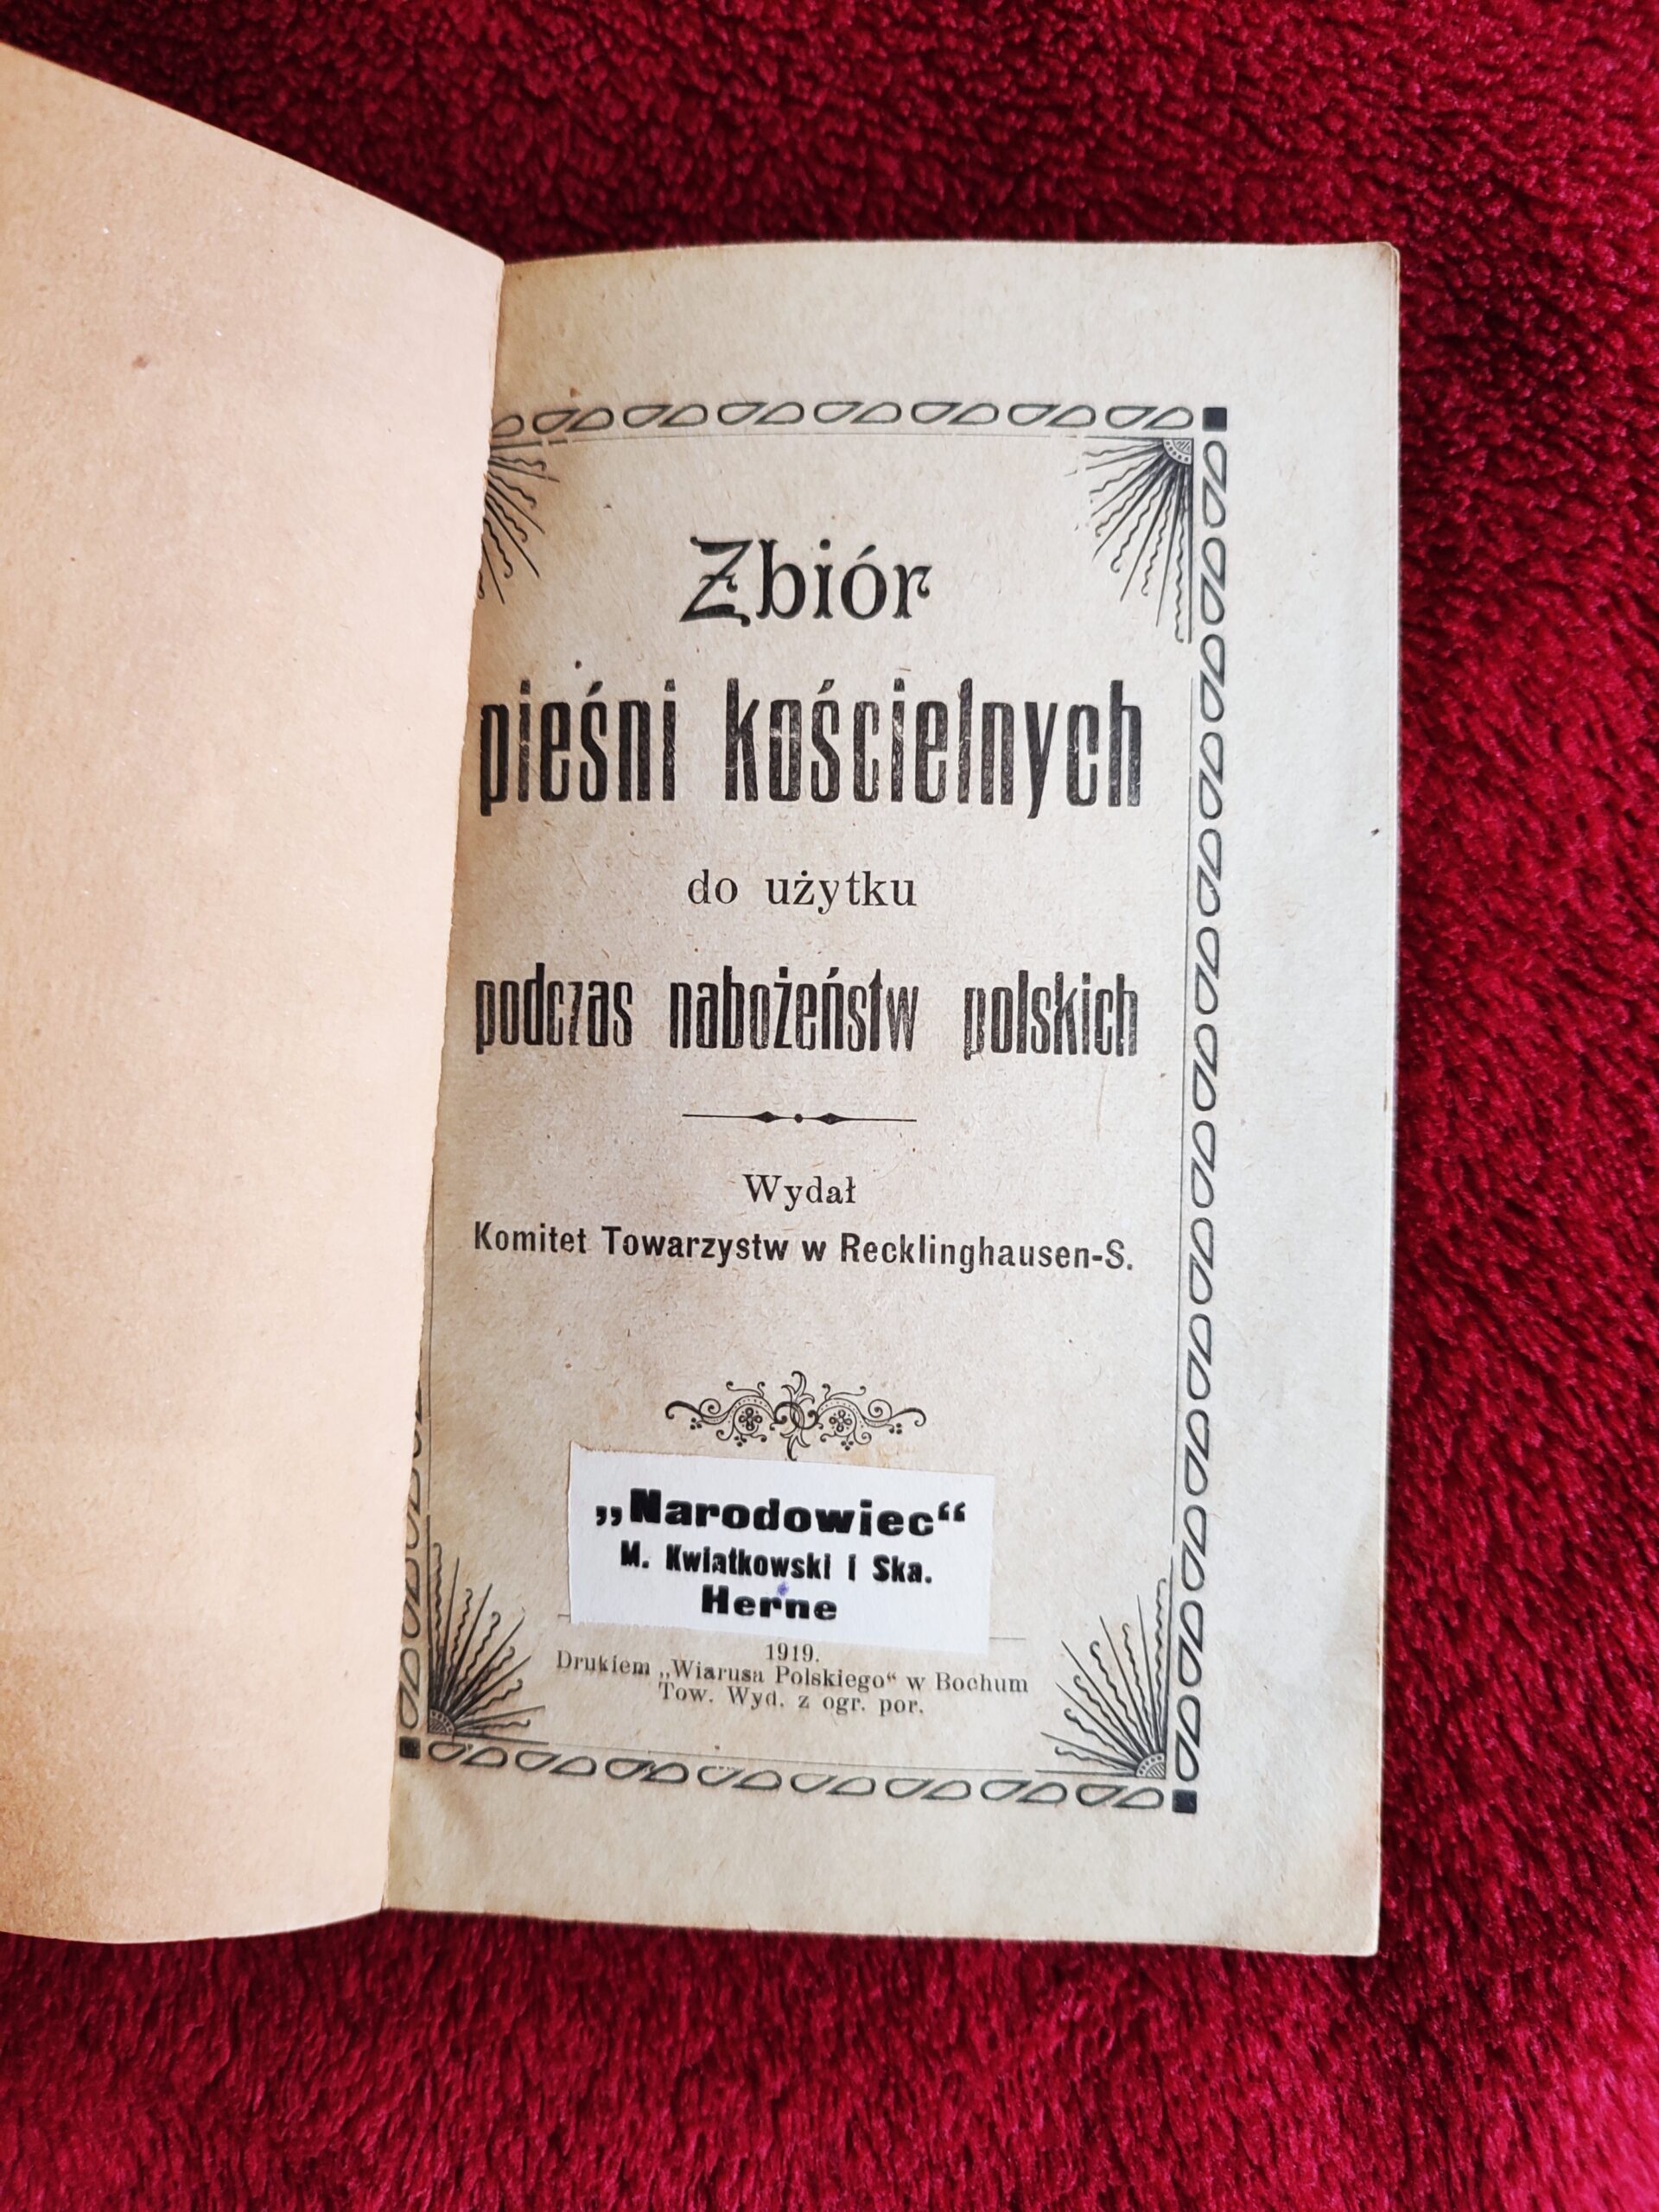 Zbiór
pieśni kościelnych
do użytku
podczas nabożeństw polskich
Wydał
Komitet Towarzystw w Recklinghausen-S.
„Narodowiec“
M. Kwiatkowski i Ska.
Herne
1919.
Drukiem „Wiarusa Polskiego“ w Bochum
Tow. Wyd. z ogr. por.